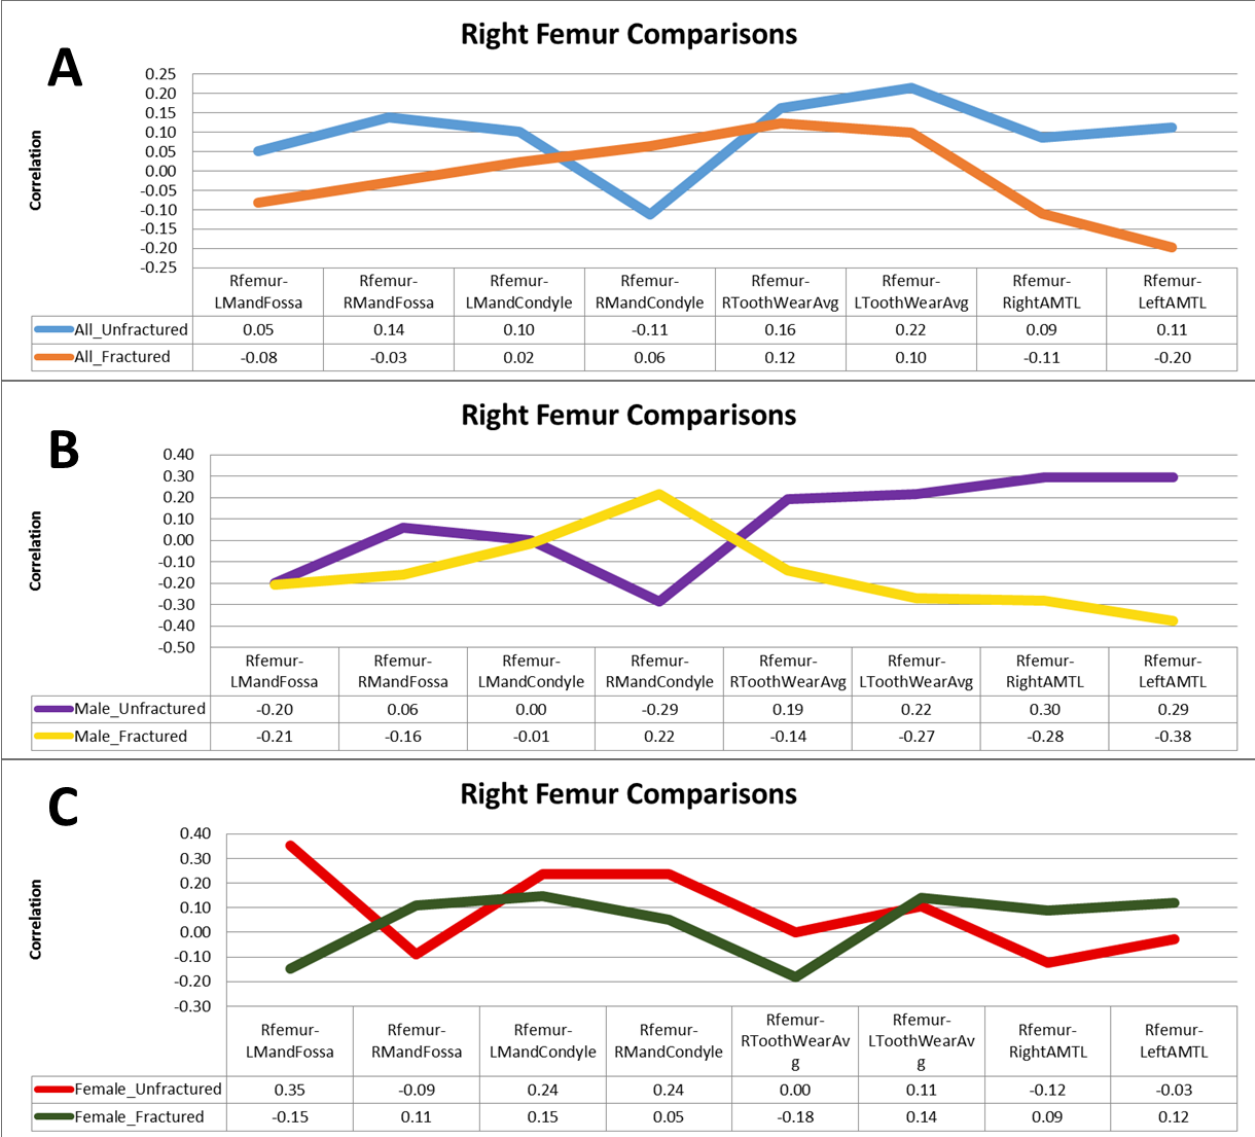 A
Right Femur Comparisons
Correlation
0.25
0.20
0.15
0.10
0.05
0.00
-0.05
-0.10
-0.15
-0.20
-0.25
Rfemur- Rfemur- Rfemur- Rfemur- Rfemur- Rfemur- Rfemur- Rfemur-
LMandFossa RMandFossa LMandCondyle RMandCondyle RToothWearAvg LToothWearAvg RightAMTL LeftAMTL
All_Unfractured 0.05 0.14 0.10 -0.11 0.16 0.22 0.09 0.11
All_Fractured -0.08 -0.03 0.02 0.06 0.12 0.10 -0.11 -0.20
B
Right Femur Comparisons
Correlation
0.40
0.30
0.20
0.10
0.00
-0.10
-0.20
-0.30
-0.40
-0.50
Rfemur- Rfemur- Rfemur- Rfemur- Rfemur- Rfemur- Rfemur- Rfemur-
LMandFossa RMandFossa LMandCondyle RMandCondyle RToothWearAvg LToothWearAvg RightAMTL LeftAMTL
Male_Unfractured -0.20 0.06 0.00 -0.29 0.19 0.22 0.30 0.29
Male_Fractured -0.21 -0.16 -0.01 0.22 -0.14 -0.27 -0.28 -0.38
C
Right Femur Comparisons
Correlation
0.40
0.30
0.20
0.10
0.00
-0.10
-0.20
-0.30
Rfemur- Rfemur- Rfemur- Rfemur- Rfemur- Rfemur- Rfemur- Rfemur-
LMandFossa RMandFossa LMandCondyle RMandCondyle RToothWearAv LToothWearAv RightAMTL LeftAMTL
g g
Female_Unfractured 0.35 -0.09 0.24 0.24 0.00 0.11 -0.12 -0.03
Female_Fractured -0.15 0.11 0.15 0.05 -0.18 0.14 0.09 0.12